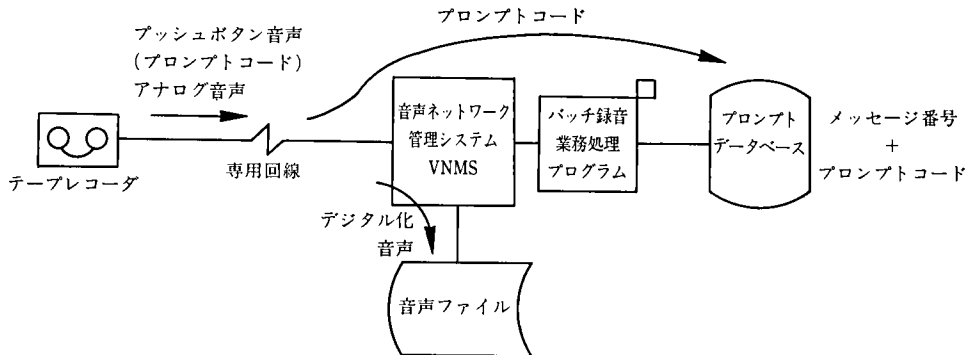 プロンプトコード
プッシュボタン音声
(プロンプトコード)
アナログ音声
テープレコーダ
専用回線
音声ネットワーク
管理システム
VNMS
バッチ録音
業務処理
プログラム
プロンプト
データベース
メッセージ番号
+
プロンプトコード
デジタル化
音声
音声ファイル